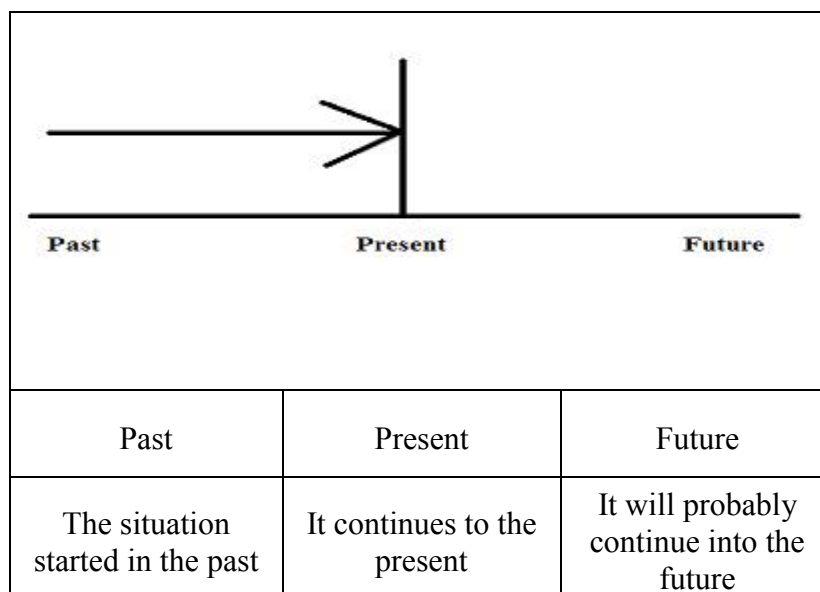 Past Present Future
Past Present Future
The situation It continues to the It will probably
started in the past present continue into the
future